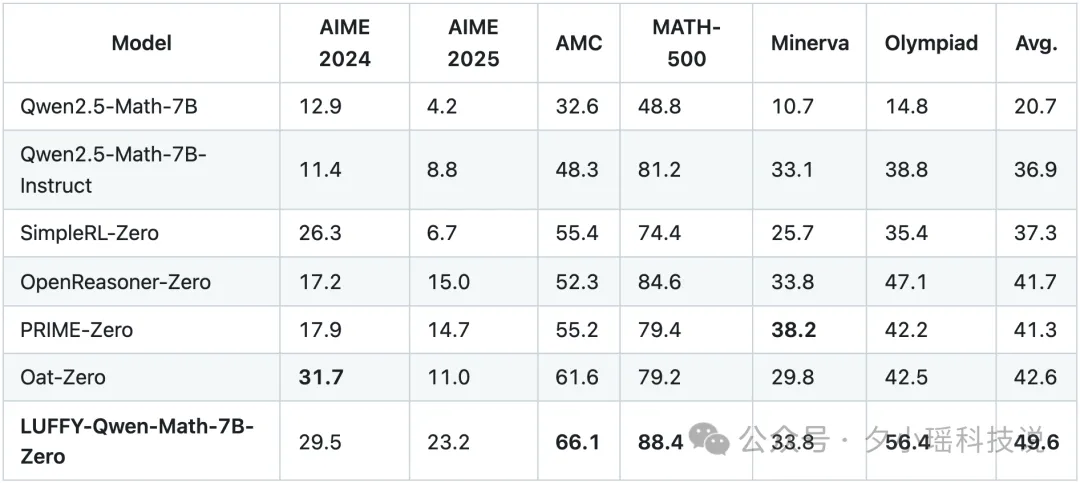 Model AIME 2024 AIME 2025 AMC MATH-500 Minerva Olympiad Avg.
Qwen2.5-Math-7B 12.9 4.2 32.6 48.8 10.7 14.8 20.7
Qwen2.5-Math-7B-Instruct 11.4 8.8 48.3 81.2 33.1 38.8 36.9
SimpleRL-Zero 26.3 6.7 55.4 74.4 25.7 35.4 37.3
OpenReasoner-Zero 17.2 15.0 52.3 84.6 33.8 47.1 41.7
PRIME-Zero 17.9 14.7 55.2 79.4 38.2 42.2 41.3
Oat-Zero 31.7 11.0 61.6 79.2 29.8 42.5 42.6
LUFFY-Qwen-Math-7B-Zero 29.5 23.2 66.1 88.4 33.8 56.4 49.6
公众号 · 夕小瑶科技说